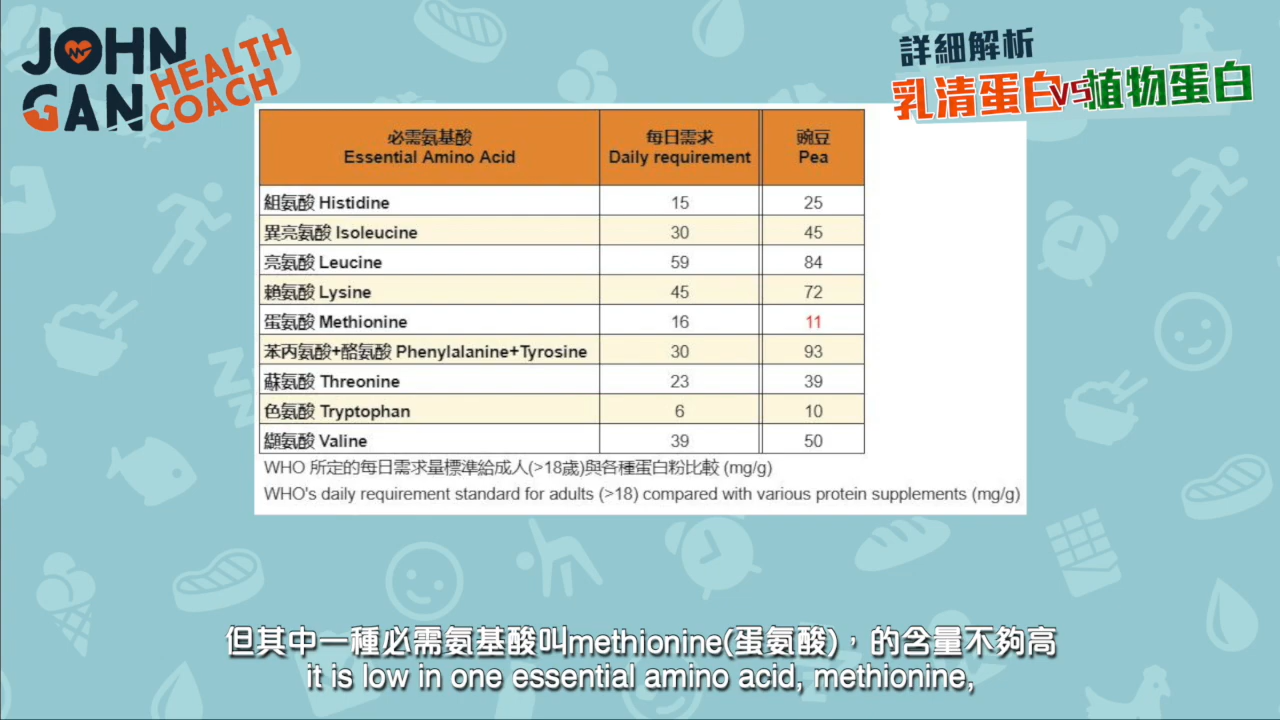 JOHN
GAN
HEALTH
COACH
詳細解析
乳清蛋白vs植物蛋白
必需氨基酸 每日需求 豌豆
Essential Amino Acid Daily requirement Pea
組氨酸 Histidine 15 25
異亮氨酸 Isoleucine 30 45
亮氨酸 Leucine 59 84
賴氨酸 Lysine 45 72
蛋氨酸 Methionine 16 11
苯丙氨酸+酪氨酸 Phenylalanine+Tyrosine 30 93
蘇氨酸 Threonine 23 39
色氨酸 Tryptophan 6 10
纈氨酸 Valine 39 50
WHO 所定的每日需求量標準給成人(>18歲)與各種蛋白粉比較 (mg/g)
WHO's daily requirement standard for adults (>18) compared with various protein supplements (mg/g)
但其中一種必需氨基酸叫methionine(蛋氨酸)，的含量不夠高
it is low in one essential amino acid, methionine,